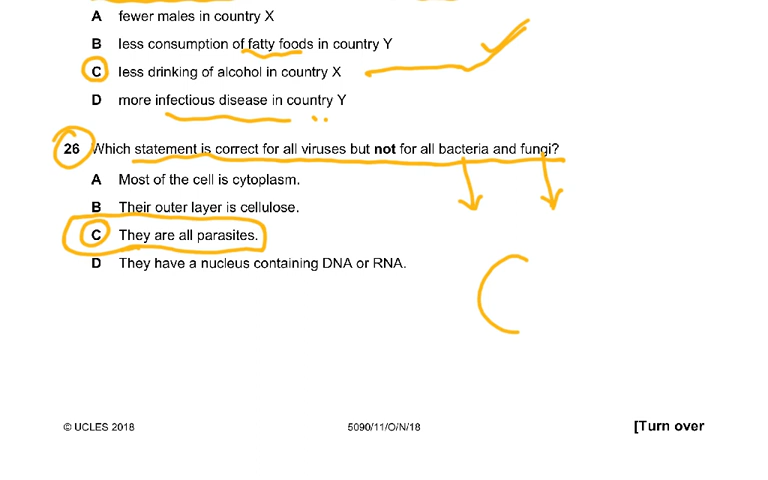 A fewer males in country X
B less consumption of fatty foods in country Y
C less drinking of alcohol in country X
D more infectious disease in country Y
26 Which statement is correct for all viruses but not for all bacteria and fungi?
A Most of the cell is cytoplasm.
B Their outer layer is cellulose.
C They are all parasites.
D They have a nucleus containing DNA or RNA.
C
© UCLES 2018 5090/11/O/N/18 [Turn over